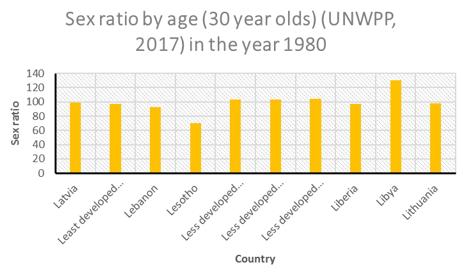 Sex ratio by age (30 year olds) (UNWPP,
2017) in the year 1980
140
120
100
80
60
40
20
0
Sex ratio
Latvia
Least developed...
Lebanon
Lesotho
Less developed...
Less developed...
Less developed...
Liberia
Libya
Lithuania
Country